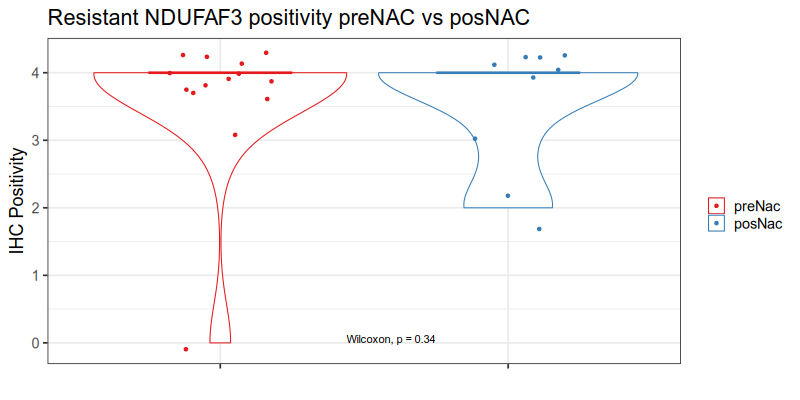 Resistant NDUFAF3 positivity preNAC vs posNAC
IHC Positivity
4
3
2
1
0
Wilcoxon, p = 0.34
preNac
posNac